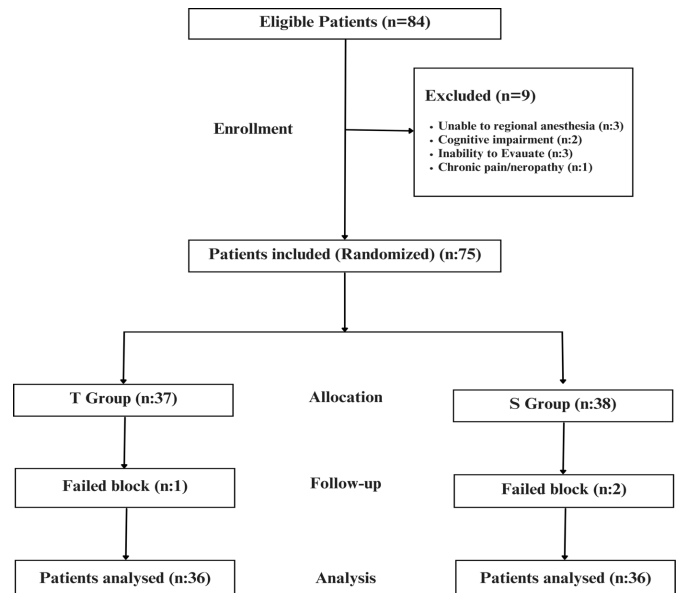 Eligible Patients (n=84)
Excluded (n=9)
• Unable to regional anesthesia (n:3)
• Cognitive impairment (n:2)
• Inability to Evauate (n:3)
• Chronic pain/neropathy (n:1)
Enrollment
Patients included (Randomized) (n:75)
T Group (n:37)
Allocation
S Group (n:38)
Failed block (n:1)
Follow-up
Failed block (n:2)
Patients analysed (n:36)
Analysis
Patients analysed (n:36)